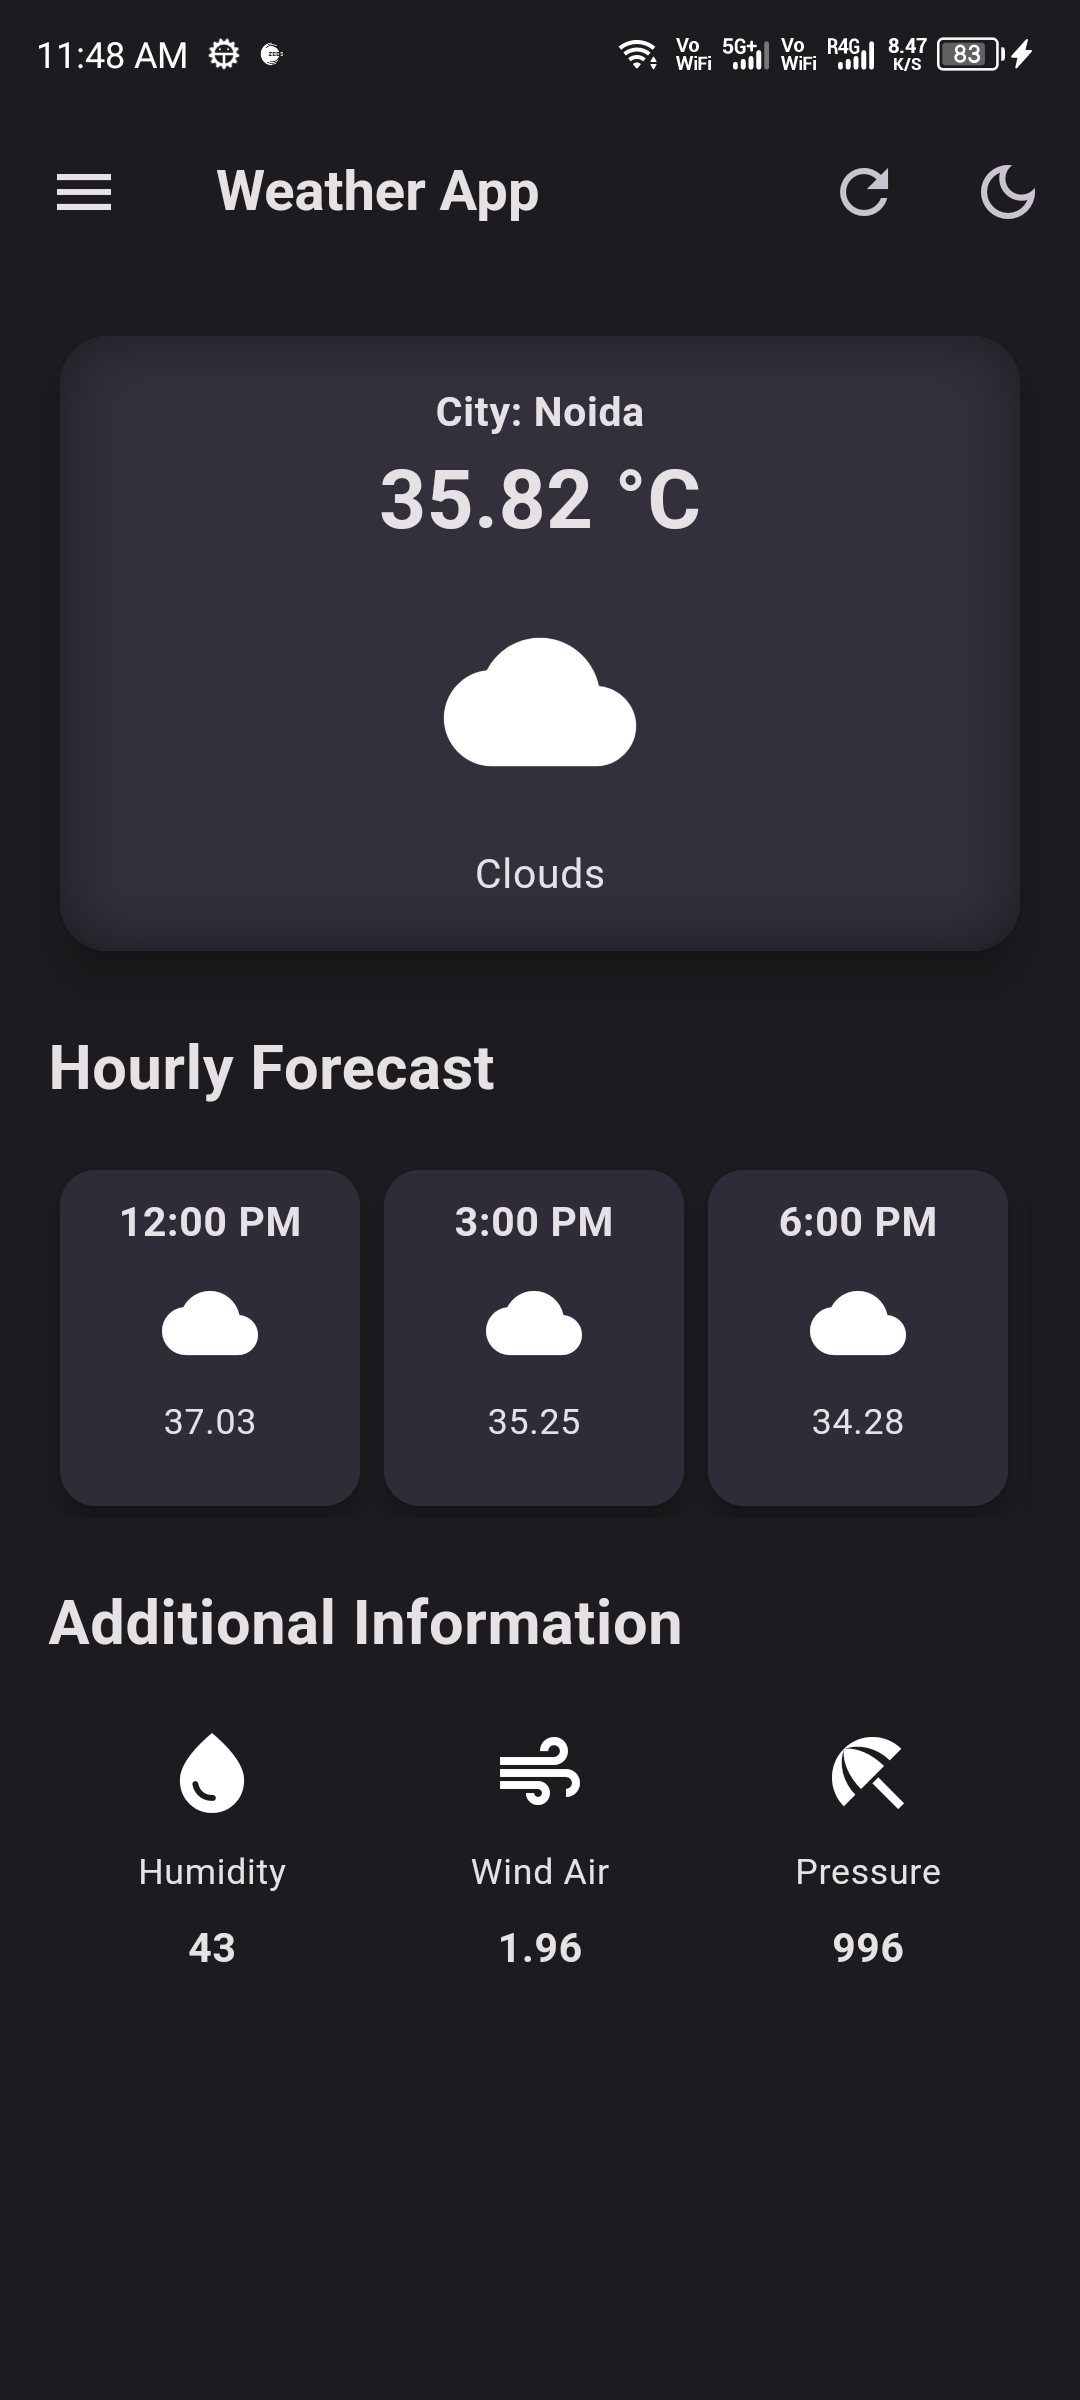 11:48 AM Vo WiFi 5G+ Vo WiFi R4G 8.47 K/S 83
Weather App
City: Noida
35.82 °C
Clouds
Hourly Forecast
12:00 PM 3:00 PM 6:00 PM
37.03 35.25 34.28
Additional Information
Humidity Wind Air Pressure
43 1.96 996